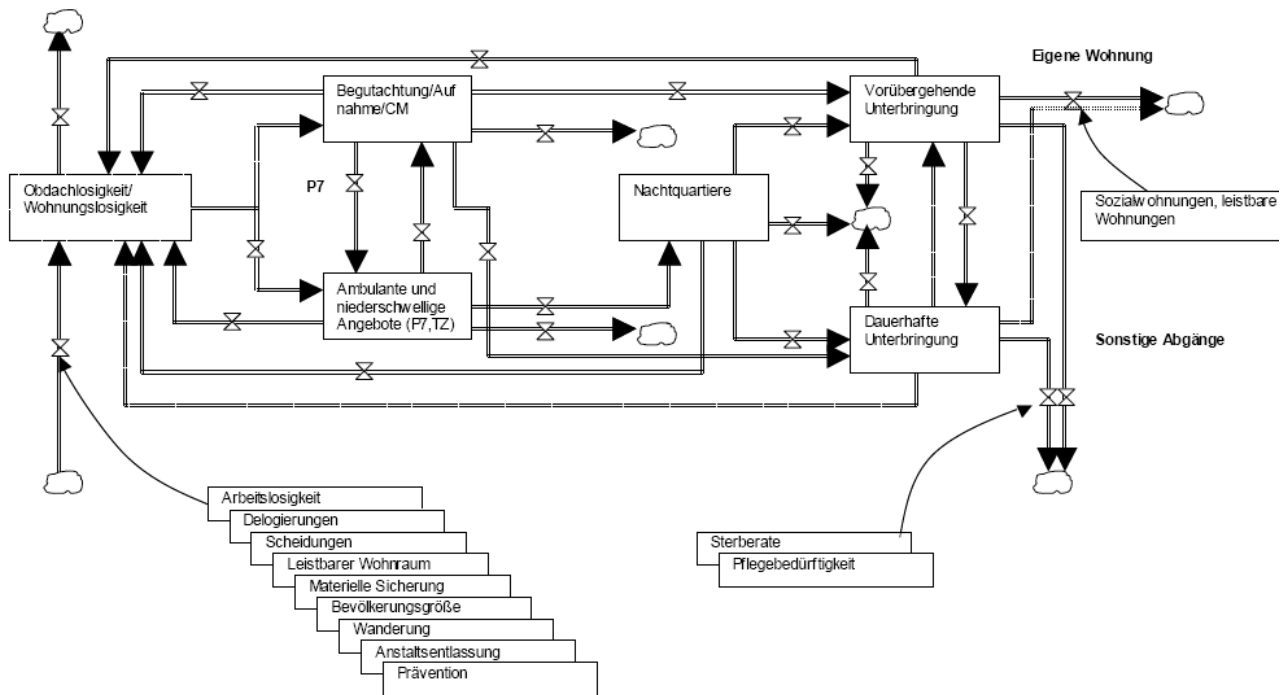 Eigene Wohnung
Begutachtung/Auf
nahme/CM
Vorübergehende
Unterbringung
Obdachlosigkeit/
Wohnungslosigkeit
P7
Nachtquartiere
Sozialwohnungen, leistbare
Wohnungen
Ambulante und
niederschwellige
Angebote (P7,TZ)
Dauerhafte
Unterbringung
Sonstige Abgänge
Arbeitslosigkeit
Delogierungen
Scheidungen
Leistbarer Wohnraum
Materielle Sicherung
Bevölkerungsgröße
Wanderung
Anstaltsentlassung
Prävention
Sterberate
Pflegebedürftigkeit